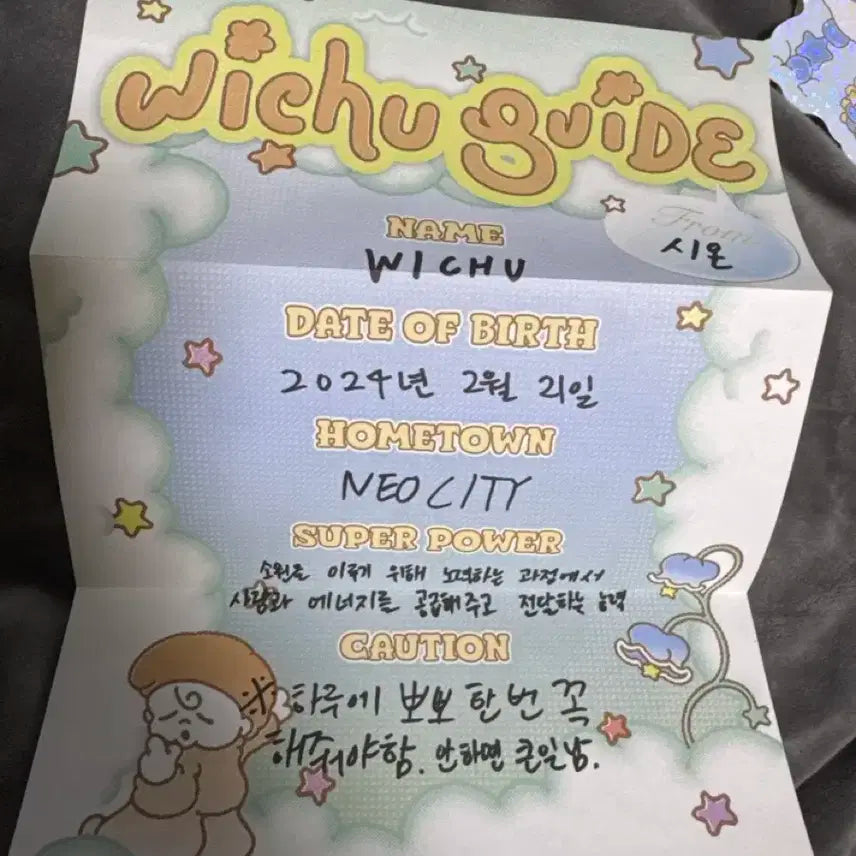 wichu guide
From
시온
NAME
WICHU
DATE OF BIRTH
2024년 2월 21일
HOMETOWN
NEO CITY
SUPER POWER
소원을 이루기 위해 노력하는 과정에서
사랑과 에너지를 공급해주고 전달하는 능력
CAUTION
※하루에 뽀뽀 한 번 꼭
해줘야함. 안하면 큰일남.